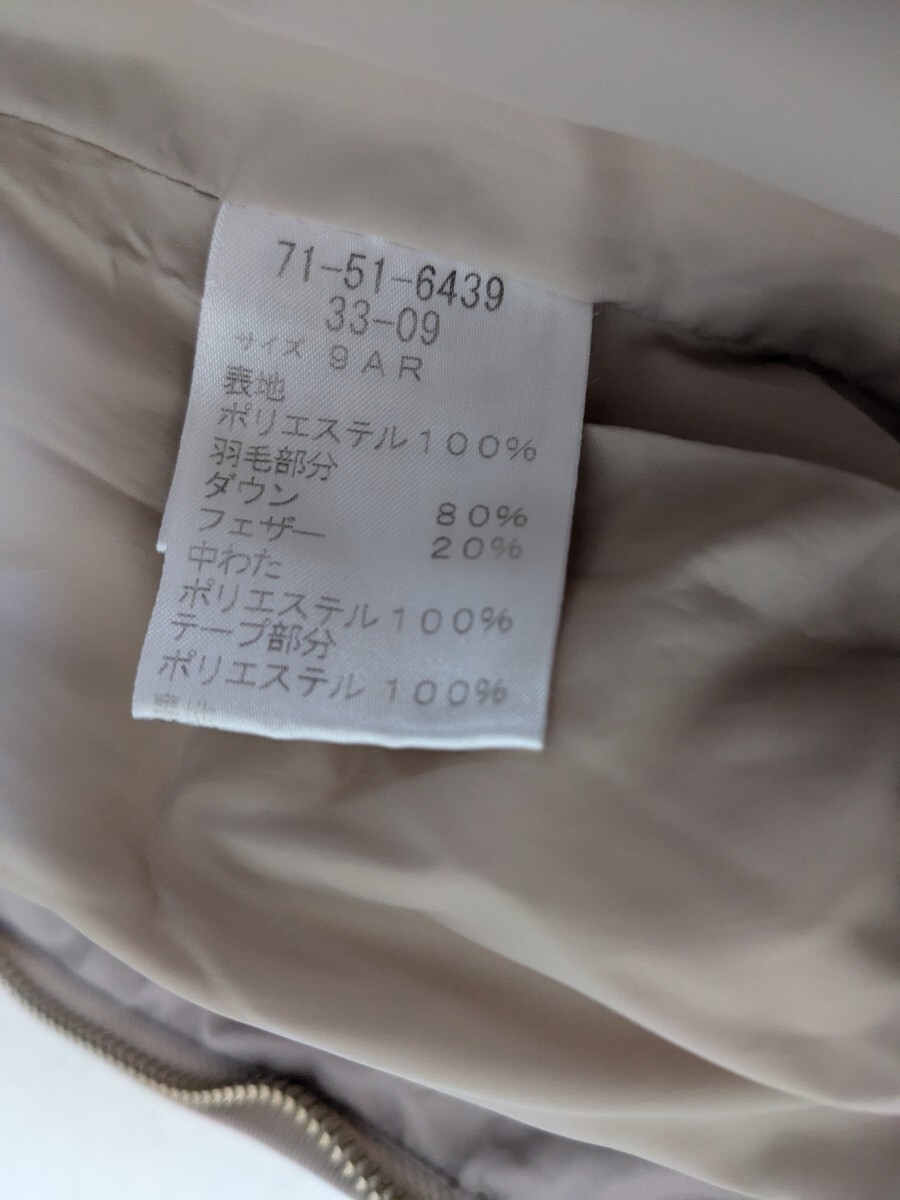 71-51-6439
33-09
サイズ 9AR
表地
ポリエステル100%
羽毛部分
ダウン 80%
フェザー 20%
中わた
ポリエステル100%
テープ部分
ポリエステル100%